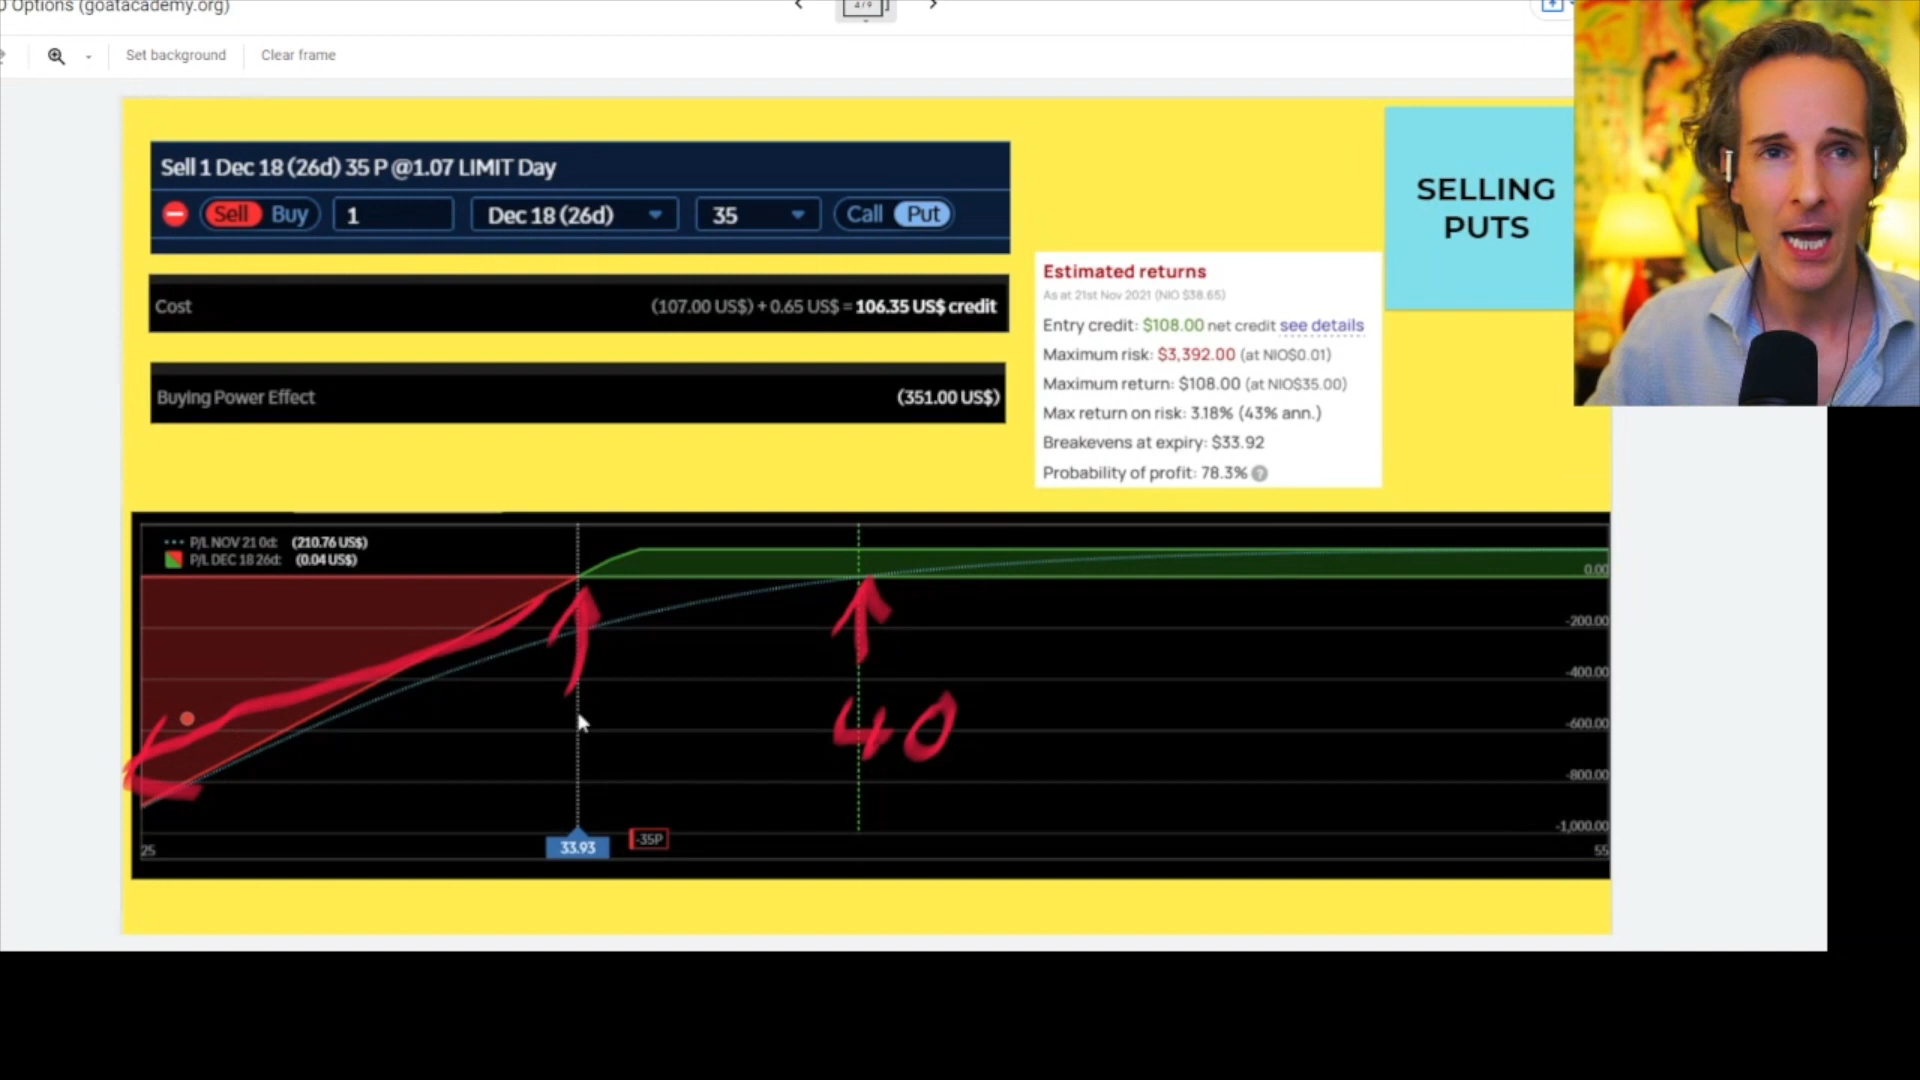 O Options (goatacademy.org)
4 / 9
Set background
Clear frame
Sell 1 Dec 18 (26d) 35 P @1.07 LIMIT Day
Sell Buy 1 Dec 18 (26d) 35 Call Put
Cost (107.00 US$) + 0.65 US$ = 106.35 US$ credit
Buying Power Effect (351.00 US$)
Estimated returns
As at 21st Nov 2021 (NIO $38.65)
Entry credit: $108.00 net credit see details
Maximum risk: $3,392.00 (at NIO$0.01)
Maximum return: $108.00 (at NIO$35.00)
Max return on risk: 3.18% (43% ann.)
Breakevens at expiry: $33.92
Probability of profit: 78.3% ?
SELLING
PUTS
P/L NOV 21 0d: (210.76 US$)
P/L DEC 18 26d: (0.04 US$)
0.00
-200.00
-400.00
-600.00
-800.00
-1,000.00
40
25
33.93
-35P
55